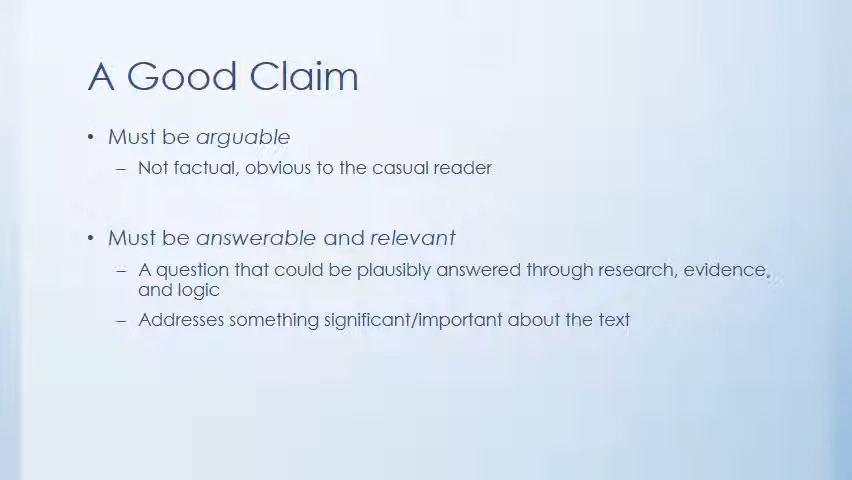 A Good Claim
• Must be arguable
– Not factual, obvious to the casual reader
• Must be answerable and relevant
– A question that could be plausibly answered through research, evidence,
and logic
– Addresses something significant/important about the text